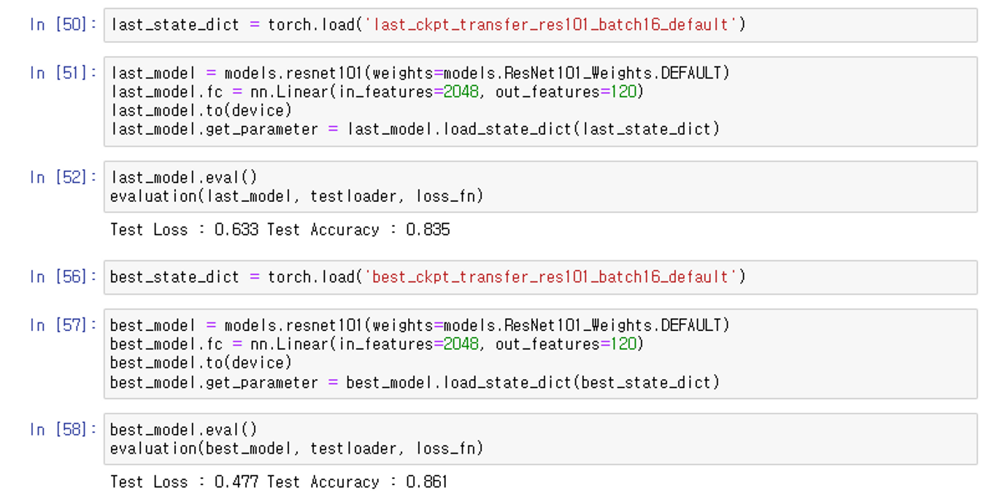 In [50]: last_state_dict = torch.load('last_ckpt_transfer_res101_batch16_default')
In [51]: last_model = models.resnet101(weights=models.ResNet101_Weights.DEFAULT)
last_model.fc = nn.Linear(in_features=2048, out_features=120)
last_model.to(device)
last_model.get_parameter = last_model.load_state_dict(last_state_dict)
In [52]: last_model.eval()
evaluation(last_model, testloader, loss_fn)
Test Loss : 0.633 Test Accuracy : 0.835
In [56]: best_state_dict = torch.load('best_ckpt_transfer_res101_batch16_default')
In [57]: best_model = models.resnet101(weights=models.ResNet101_Weights.DEFAULT)
best_model.fc = nn.Linear(in_features=2048, out_features=120)
best_model.to(device)
best_model.get_parameter = best_model.load_state_dict(best_state_dict)
In [58]: best_model.eval()
evaluation(best_model, testloader, loss_fn)
Test Loss : 0.477 Test Accuracy : 0.861